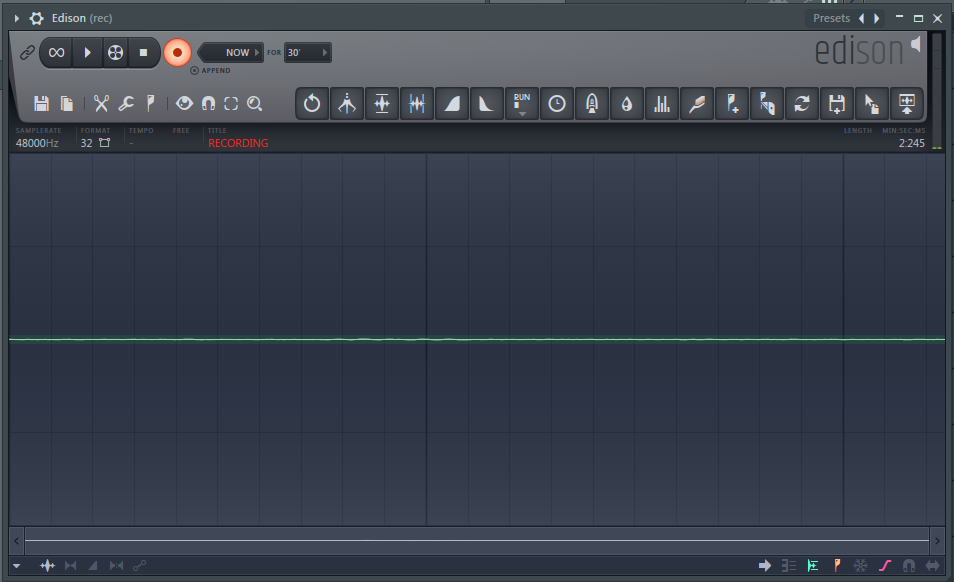 Edison (rec)
Presets
NOW
FOR
30'
APPEND
edison
RUN
SAMPLERATE
FORMAT
TEMPO
FREE
TITLE
LENGTH
MIN:SEC:MS
48000Hz
32
-
RECORDING
2:245